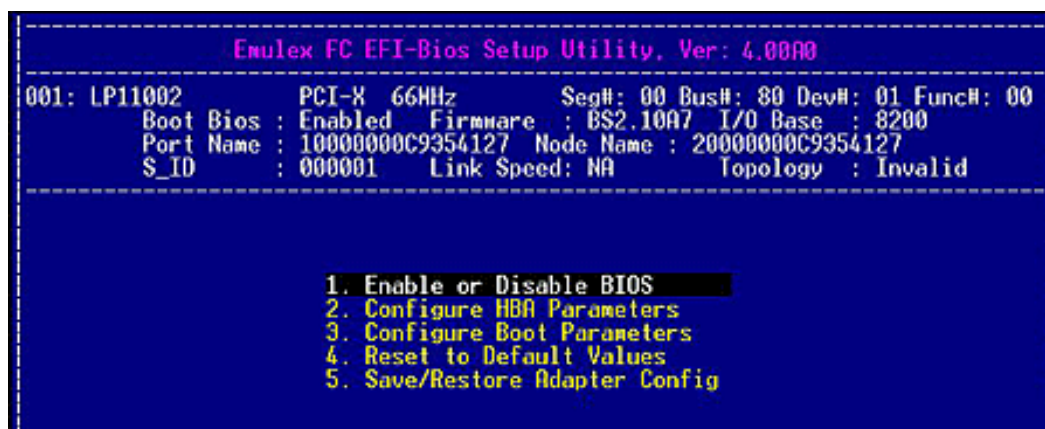 Emulex FC EFI-Bios Setup Utility, Ver: 4.00A0
001: LP11002 PCI-X 66MHz Seg#: 00 Bus#: 80 Dev#: 01 Func#: 00
Boot Bios : Enabled Firmware : BS2.10A7 I/O Base : 8200
Port Name : 10000000C9354127 Node Name : 20000000C9354127
S_ID : 000001 Link Speed: NA Topology : Invalid
1. Enable or Disable BIOS
2. Configure HBA Parameters
3. Configure Boot Parameters
4. Reset to Default Values
5. Save/Restore Adapter Config